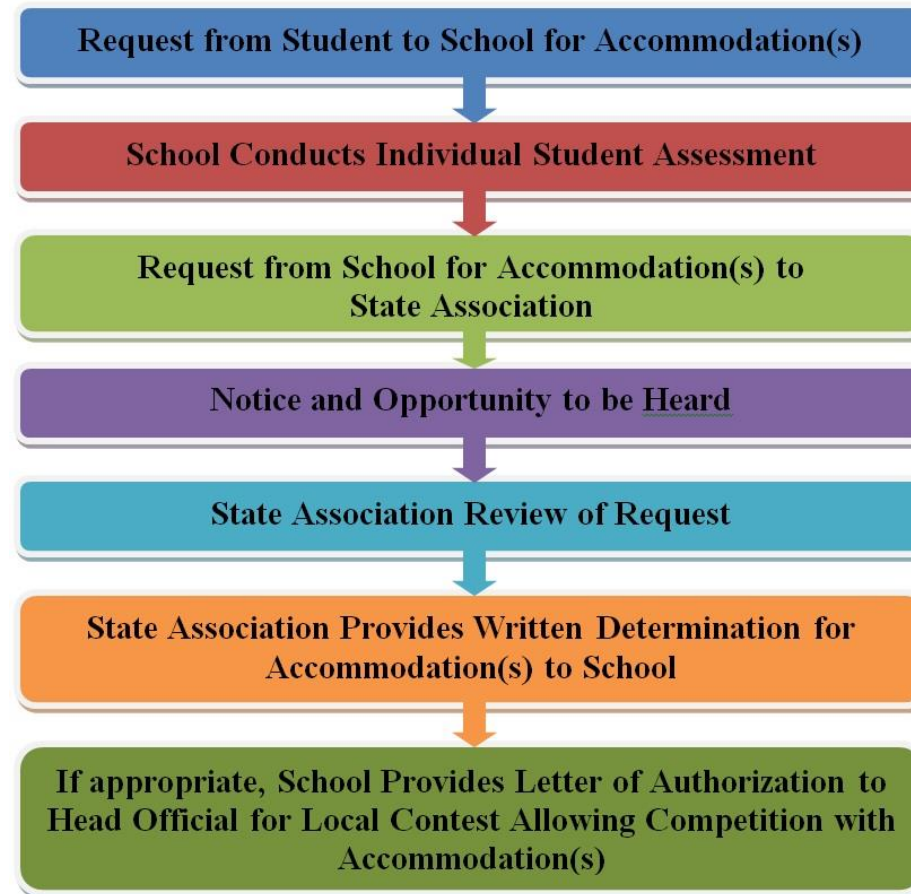 Request from Student to School for Accommodation(s)
School Conducts Individual Student Assessment
Request from School for Accommodation(s) to
State Association
Notice and Opportunity to be Heard
State Association Review of Request
State Association Provides Written Determination for
Accommodation(s) to School
If appropriate, School Provides Letter of Authorization to
Head Official for Local Contest Allowing Competition with
Accommodation(s)